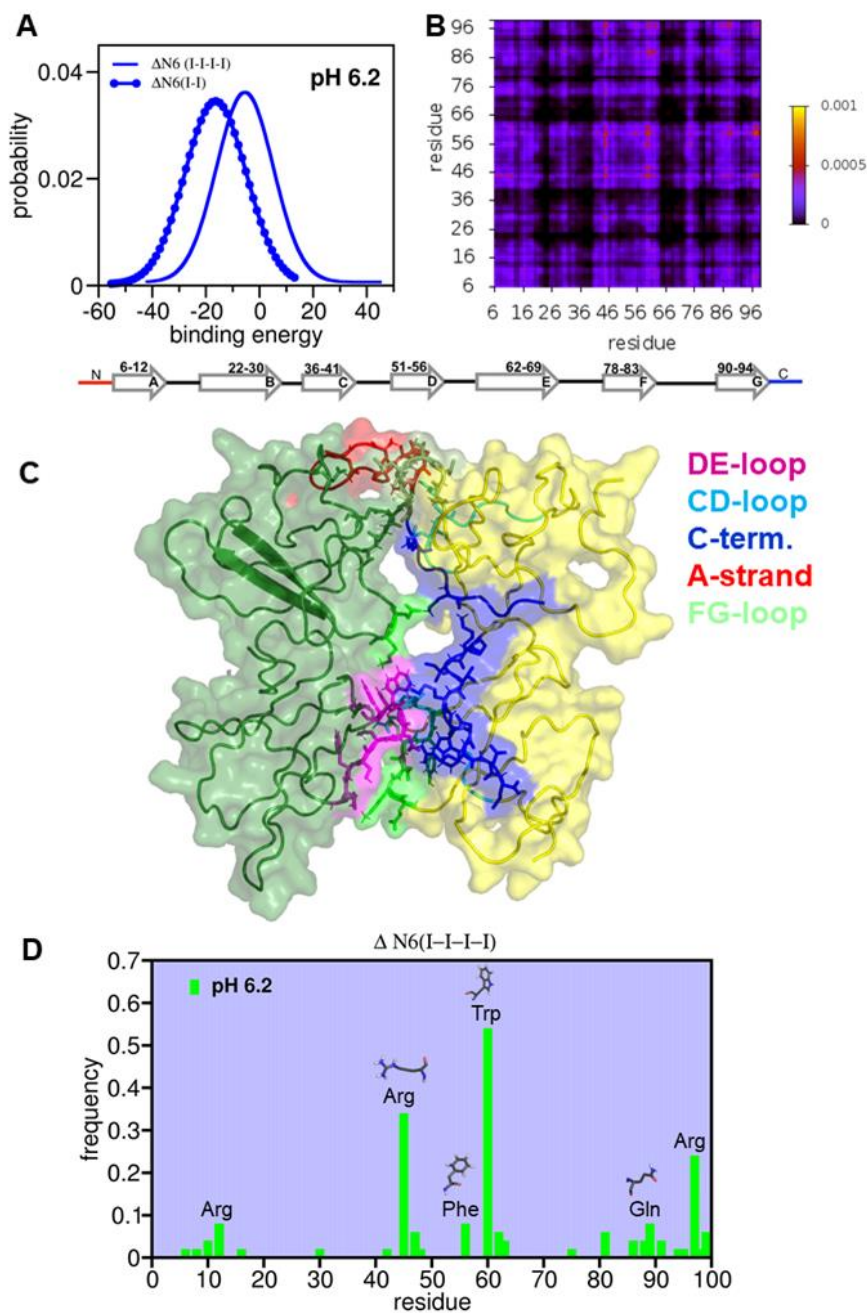 A
ΔN6 (I-I-I-I)
ΔN6(I-I)
pH 6.2
0.04
0.02
0
probability
-60 -40 -20 0 20 40
binding energy
B
96
86
76
66
56
46
36
26
16
6
residue
6 16 26 36 46 56 66 76 86 96
residue
0.001
0.0005
0
N 6-12 A 22-30 B 36-41 C 51-56 D 62-69 E 78-83 F 90-94 G C
C
DE-loop
CD-loop
C-term.
A-strand
FG-loop
D
Δ N6(I–I–I–I)
pH 6.2
0.7
0.6
0.5
0.4
0.3
0.2
0.1
0
frequency
Arg
Arg
Phe
Trp
Gln
Arg
0 10 20 30 40 50 60 70 80 90 100
residue